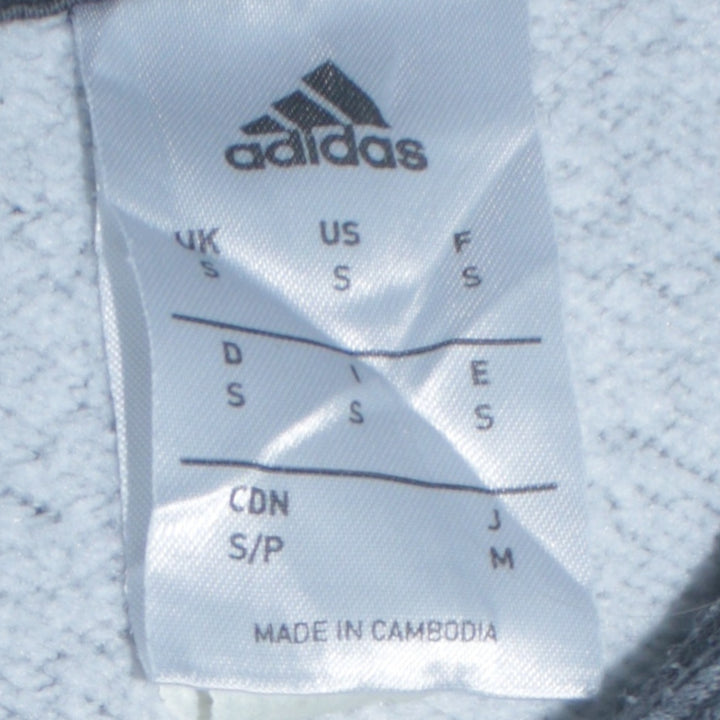 adidas
UK US F
S S S
D I E
S S S
CDN J
S/P M
MADE IN CAMBODIA